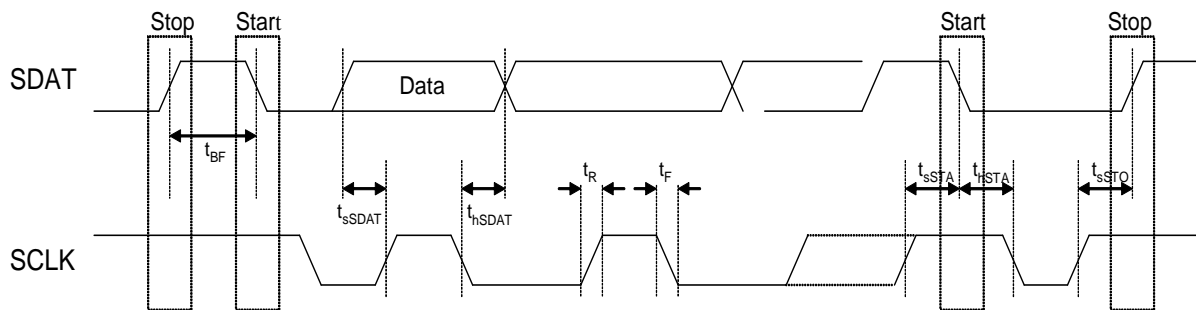 Stop Start Start Stop
SDAT Data
tBF tR tF tsSTA thSTA tsSTO
tsSDAT thSDAT
SCLK